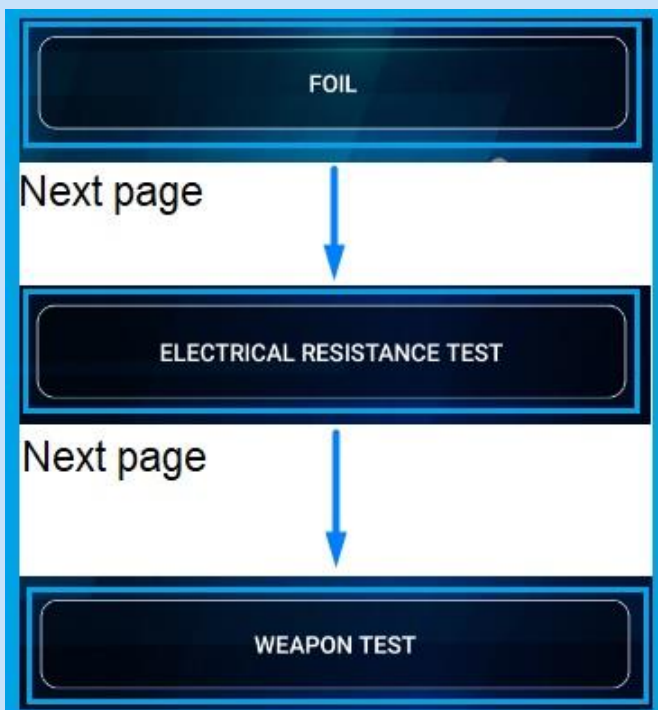 FOIL
Next page
ELECTRICAL RESISTANCE TEST
Next page
WEAPON TEST